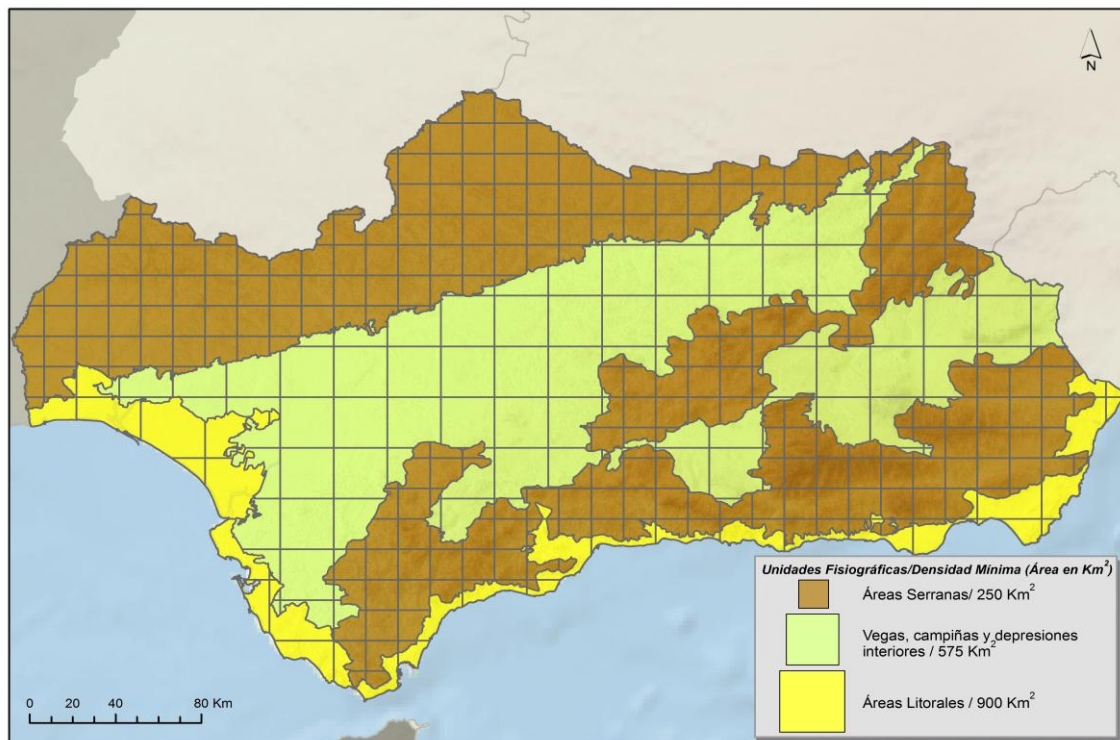 N
Unidades Fisiográficas/Densidad Mínima (Área en Km²)
Áreas Serranas/ 250 Km²
Vegas, campiñas y depresiones
interiores / 575 Km²
Áreas Litorales / 900 Km²
0 20 40 80 Km